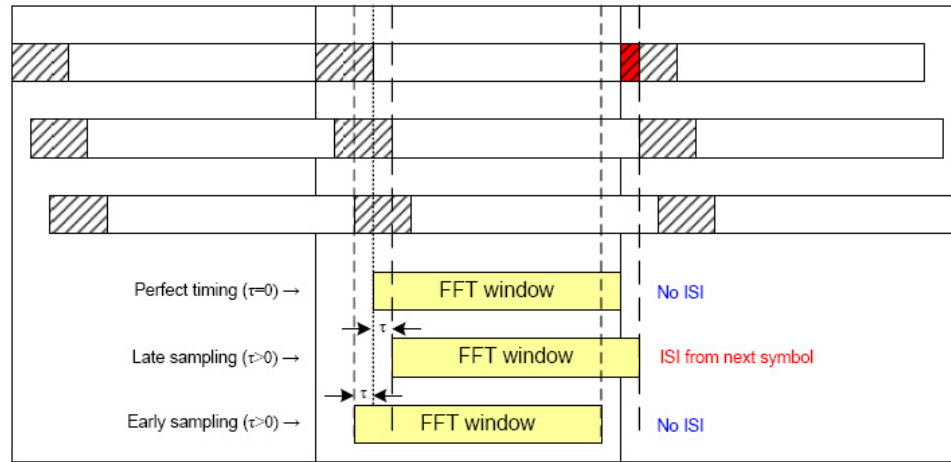 Perfect timing (τ=0) → FFT window No ISI
τ
Late sampling (τ>0) → FFT window ISI from next symbol
τ
Early sampling (τ>0) → FFT window No ISI